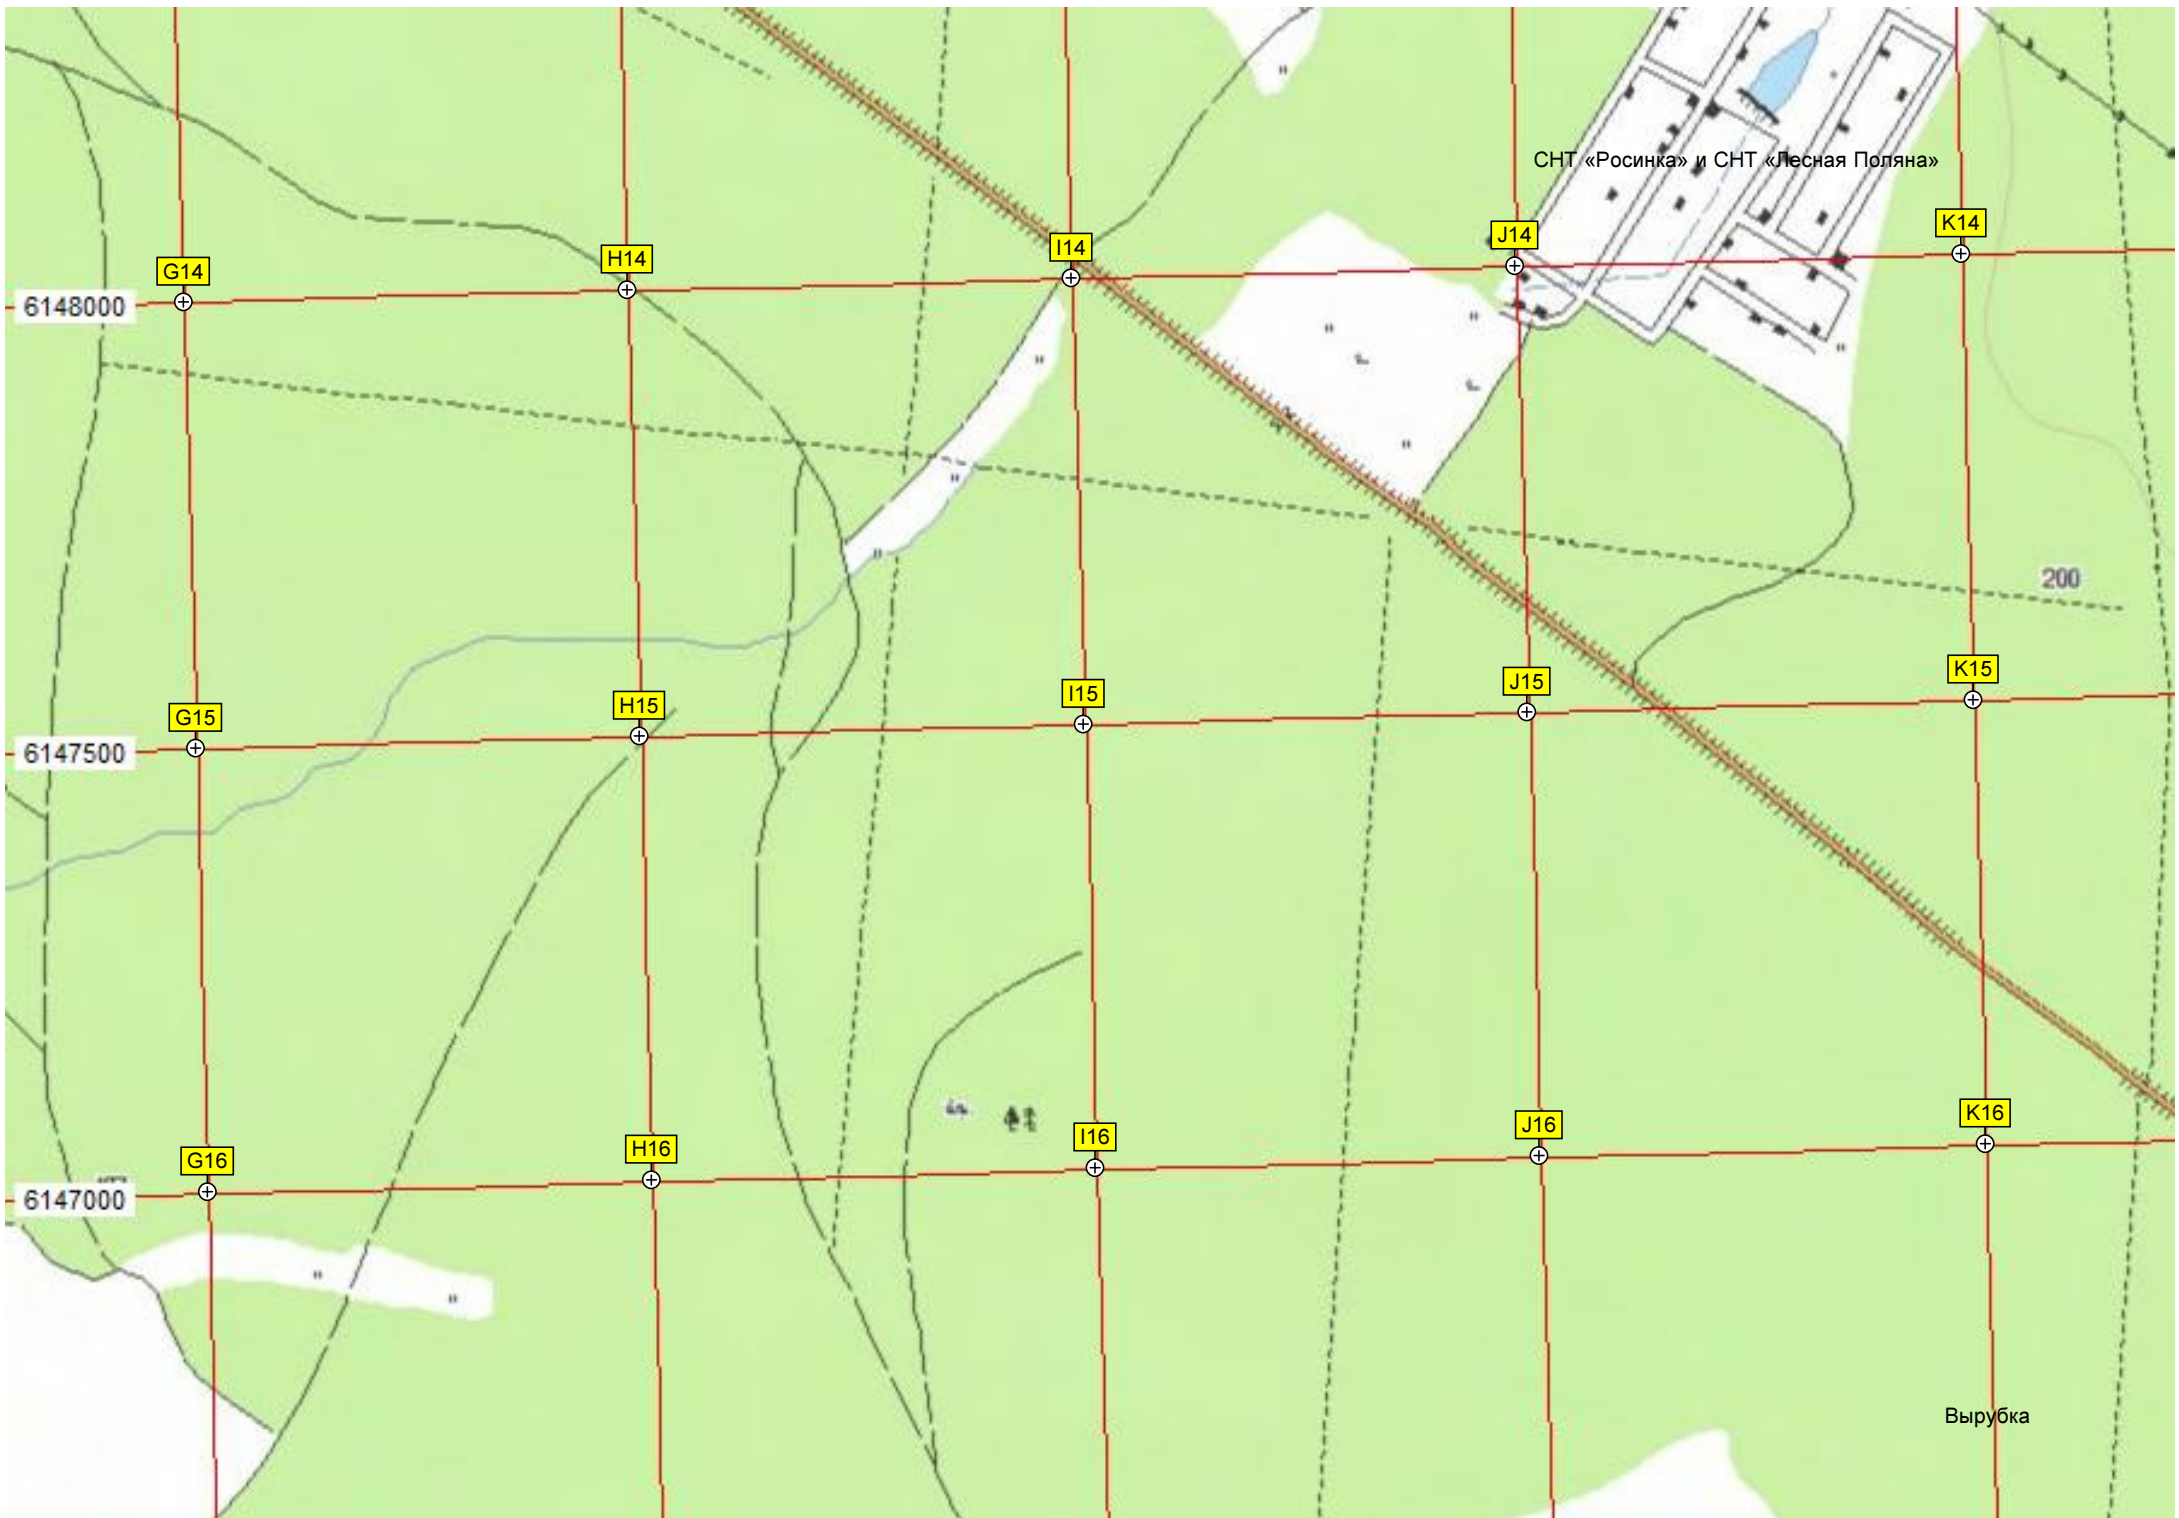 СНТ «Росинка» и СНТ «Лесная Поляна»
G14
H14
I14
J14
K14
6148000
200
G15
H15
I15
J15
K15
6147500
G16
H16
I16
J16
K16
6147000
Вырубка